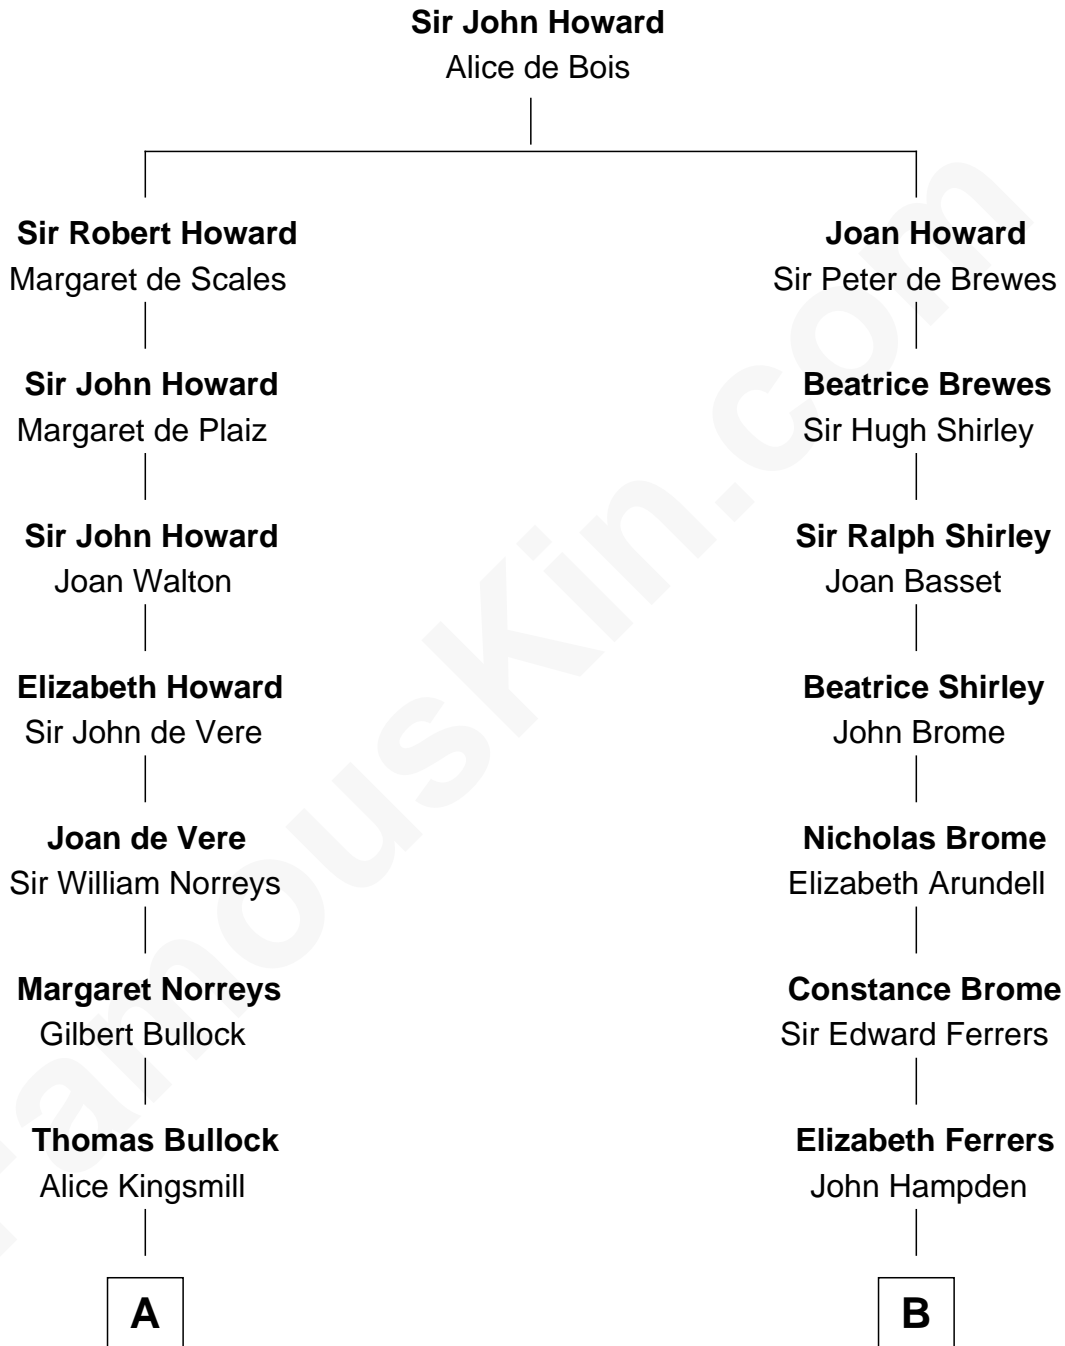 Sir John Howard
Alice de Bois
Sir Robert Howard
Margaret de Scales
Joan Howard
Sir Peter de Brewes
Sir John Howard
Margaret de Plaiz
Beatrice Brewes
Sir Hugh Shirley
Sir John Howard
Joan Walton
Sir Ralph Shirley
Joan Basset
Elizabeth Howard
Sir John de Vere
Beatrice Shirley
John Brome
Joan de Vere
Sir William Norreys
Nicholas Brome
Elizabeth Arundell
Margaret Norreys
Gilbert Bullock
Constance Brome
Sir Edward Ferrers
Thomas Bullock
Alice Kingsmill
Elizabeth Ferrers
John Hampden
A
B
FamousKin.com